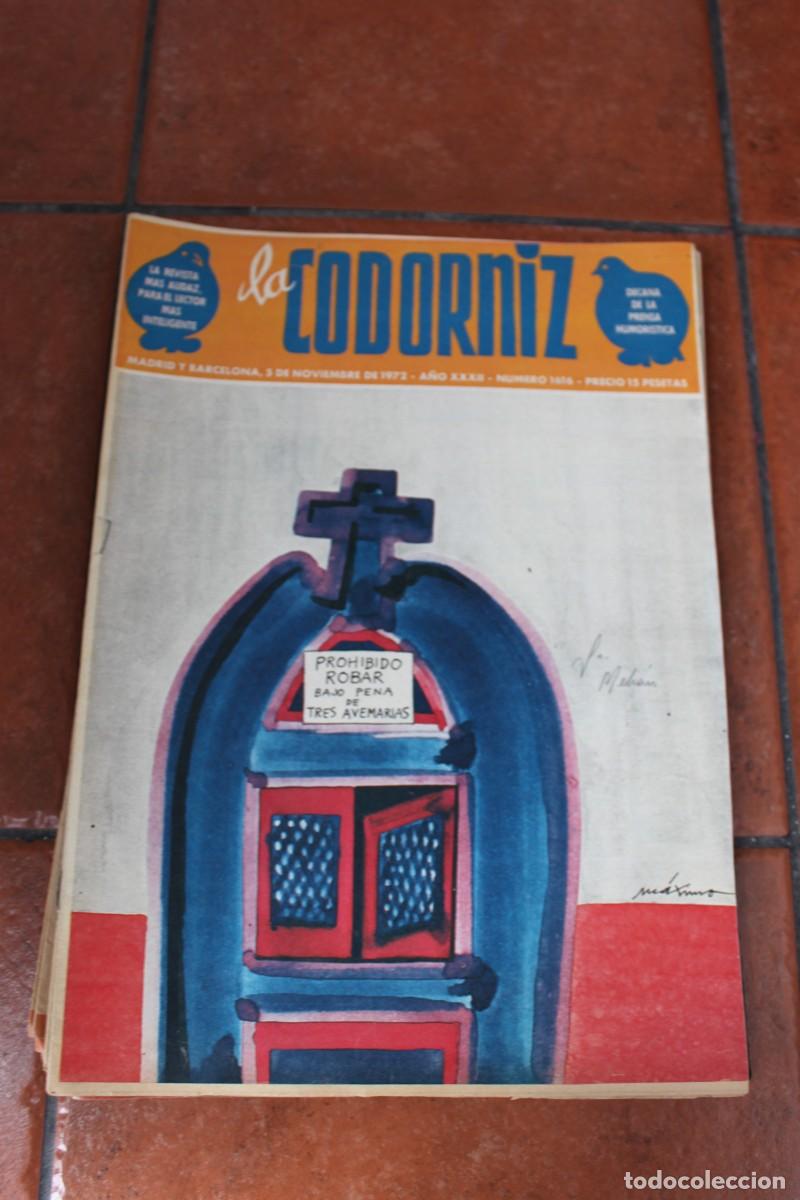 LA REVISTA
MAS AUDAZ,
PARA EL LECTOR
MAS
INTELIGENTE
la CODORNIZ
DECANA
DE LA
PRENSA
HUMORISTICA
MADRID Y BARCELONA, 5 DE NOVIEMBRE DE 1972 - AÑO XXXII - NUMERO 1616 - PRECIO 15 PESETAS
PROHIBIDO
ROBAR
BAJO PENA
DE
TRES AVEMARIAS
máximo
todocoleccion